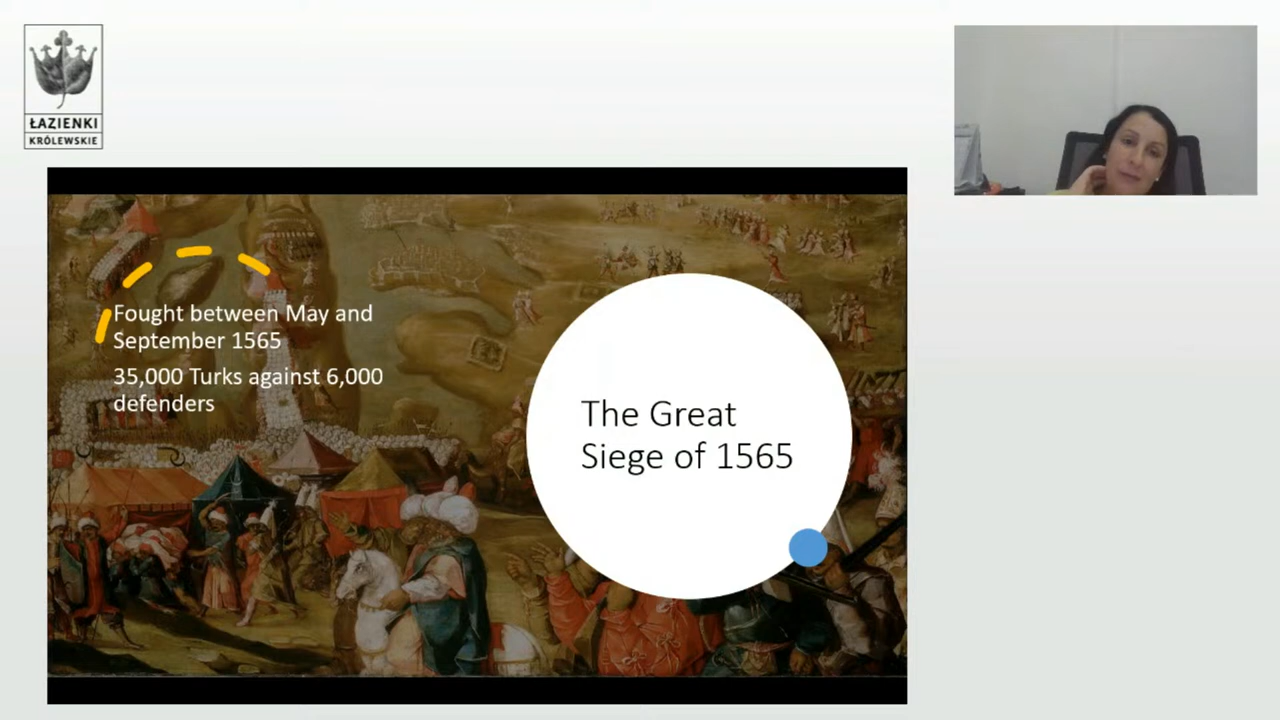 ŁAZIENKI
KRÓLEWSKIE
Fought between May and
September 1565
35,000 Turks against 6,000
defenders
The Great
Siege of 1565